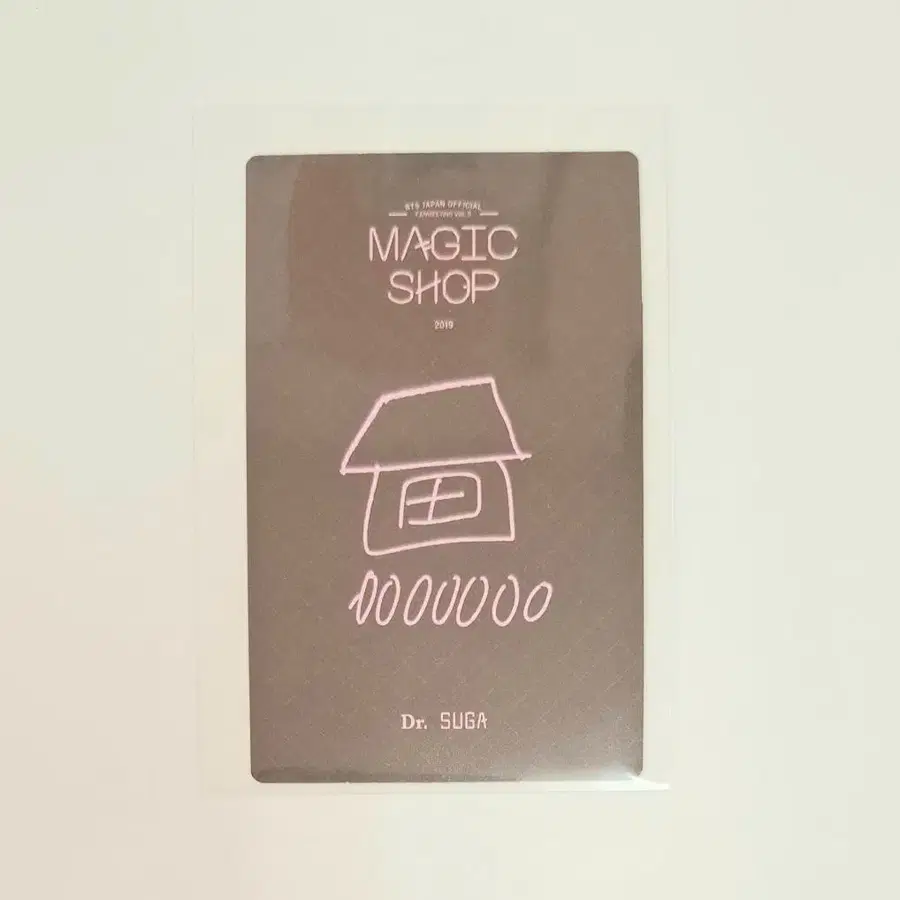 BTS JAPAN OFFICIAL
FANMEETING VOL.5
MAGIC
SHOP
2019
Dr. SUGA